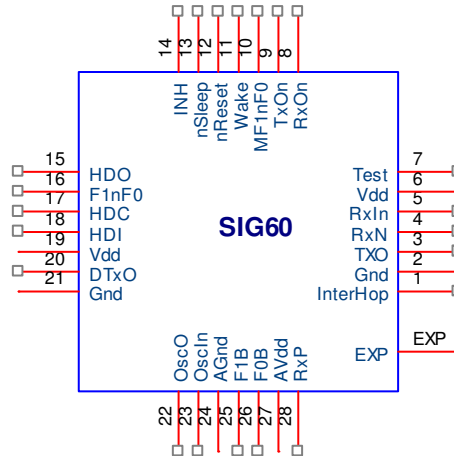 14 13 12 11 10 9 8
INH nSleep nReset Wake MF1nF0 TxOn RxOn
15 HDO
16 F1nF0
17 HDC
18 HDI
19 Vdd
20 DTxO
21 Gnd
SIG60
Test 7
Vdd 6
RxIn 5
RxN 4
TXO 3
Gnd 2
InterHop 1
EXP EXP
OscO OscIn AGnd F1B F0B AVdd RxP
22 23 24 25 26 27 28